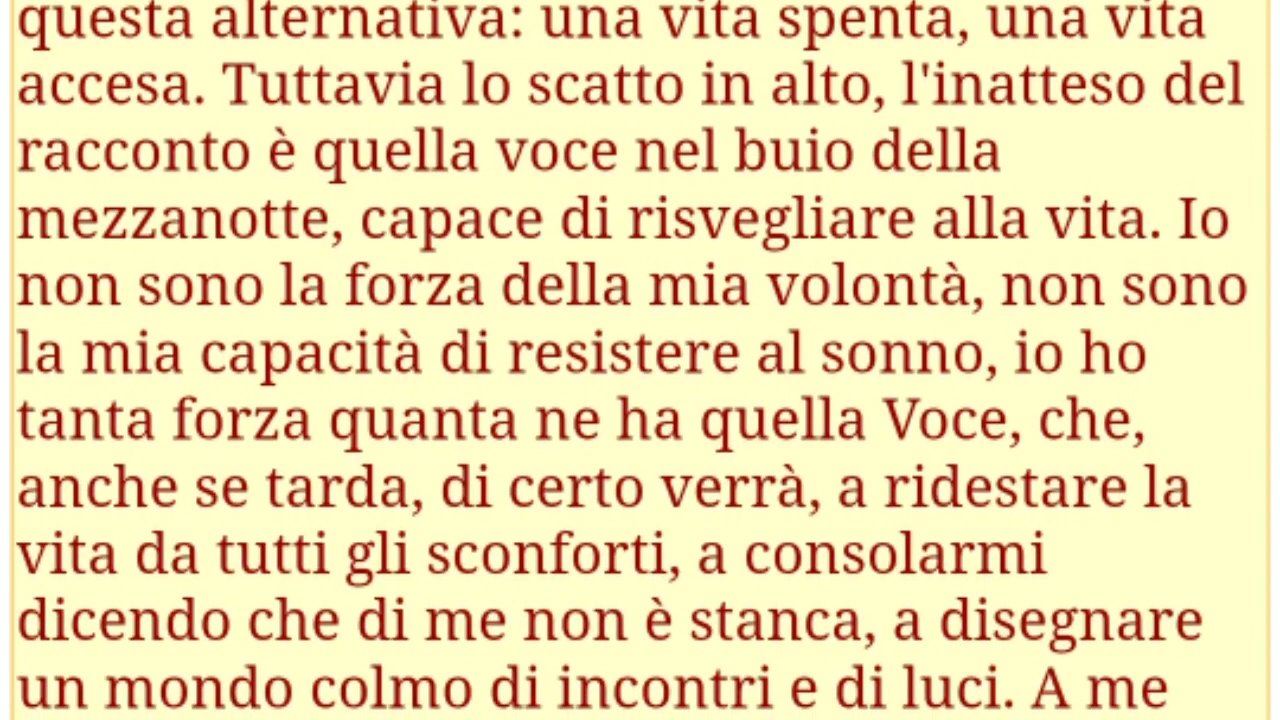 questa alternativa: una vita spenta, una vita
accesa. Tuttavia lo scatto in alto, l'inatteso del
racconto è quella voce nel buio della
mezzanotte, capace di risvegliare alla vita. Io
non sono la forza della mia volontà, non sono
la mia capacità di resistere al sonno, io ho
tanta forza quanta ne ha quella Voce, che,
anche se tarda, di certo verrà, a ridestare la
vita da tutti gli sconforti, a consolarmi
dicendo che di me non è stanca, a disegnare
un mondo colmo di incontri e di luci. A me